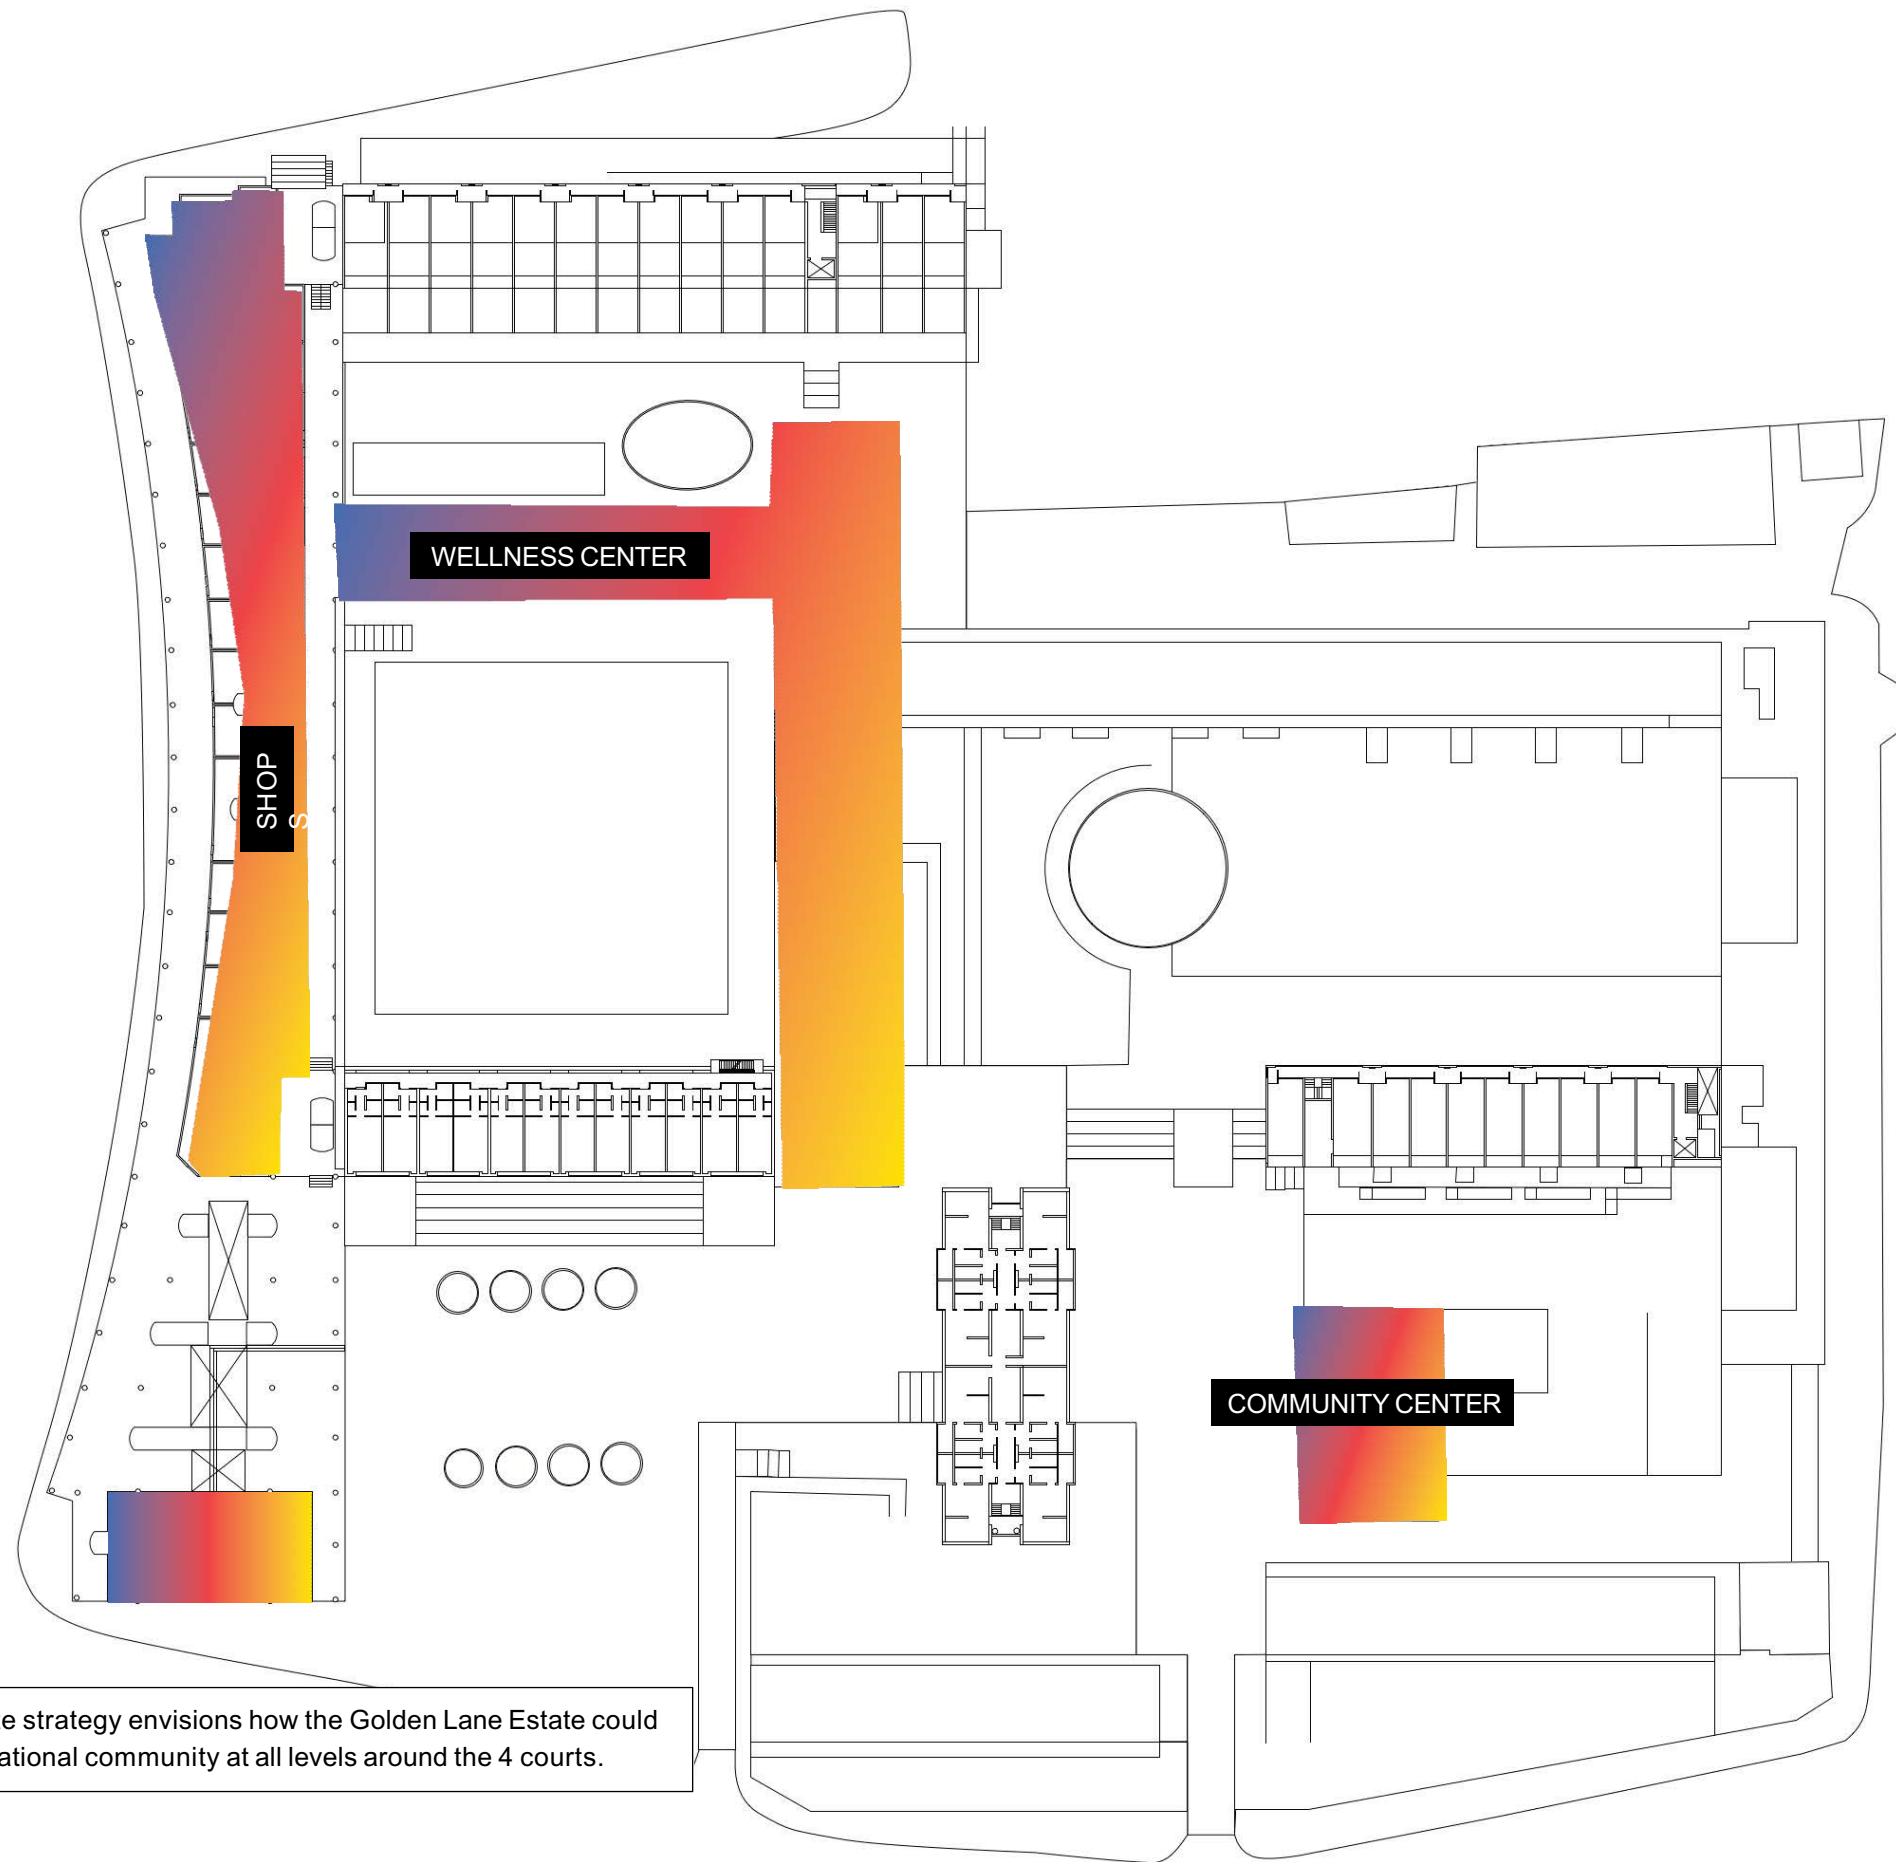 WELLNESS CENTER
SHOP
S
COMMUNITY CENTER
strategy envisions how the Golden Lane Estate could
ational community at all levels around the 4 courts.